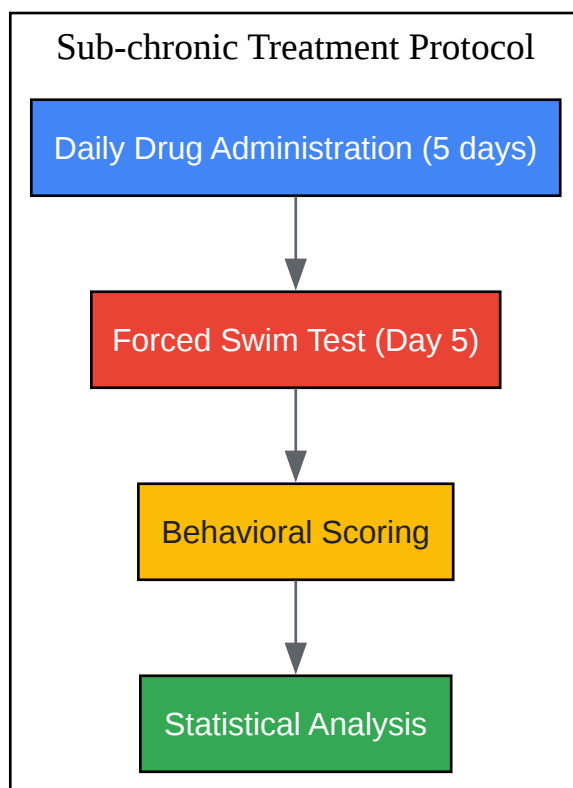 Sub-chronic Treatment Protocol
Daily Drug Administration (5 days)
Forced Swim Test (Day 5)
Behavioral Scoring
Statistical Analysis